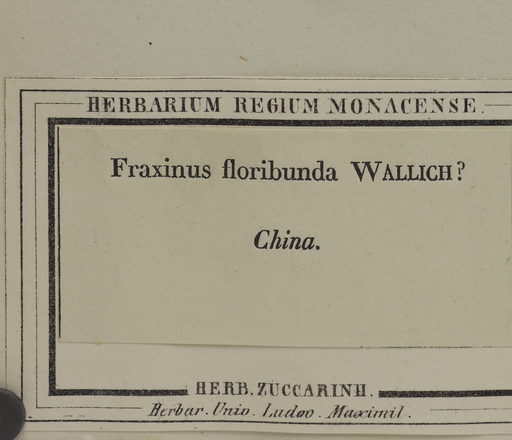 HERBARIUM REGIUM MONACENSE.
Fraxinus floribunda WALLICH?
China.
HERB. ZUCCARINII.
Herbar. Univ. Ludov. Maximil.